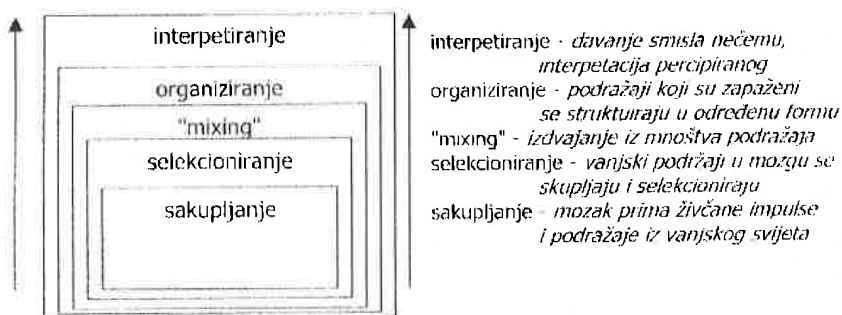 interpetiranje
organiziranje
"mixing"
selekcioniranje
sakupljanje
interpetiranje - davanje smisla nečemu,
interpetacija percipiranog
organiziranje - podražaji koji su zapaženi
se struktuiraju u određenu formu
"mixing" - izdvajanje iz mnoštva podražaja
selekcioniranje - vanjski podržaji u mozgu se
skupljaju i selekcioniraju
sakupljanje - mozak prima živčane impulse
i podražaje iz vanjskog svijeta